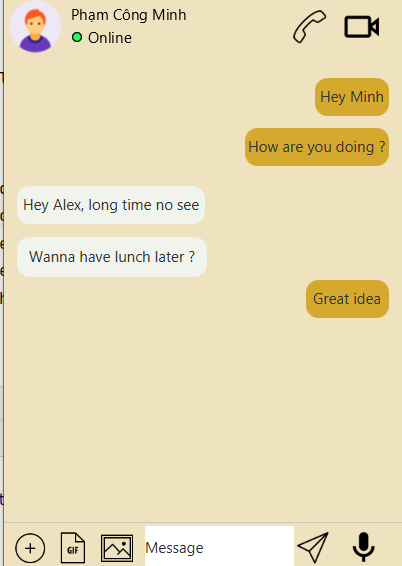 Phạm Công Minh
Online
Hey Minh
How are you doing ?
Hey Alex, long time no see
Wanna have lunch later ?
Great idea
GIF
Message